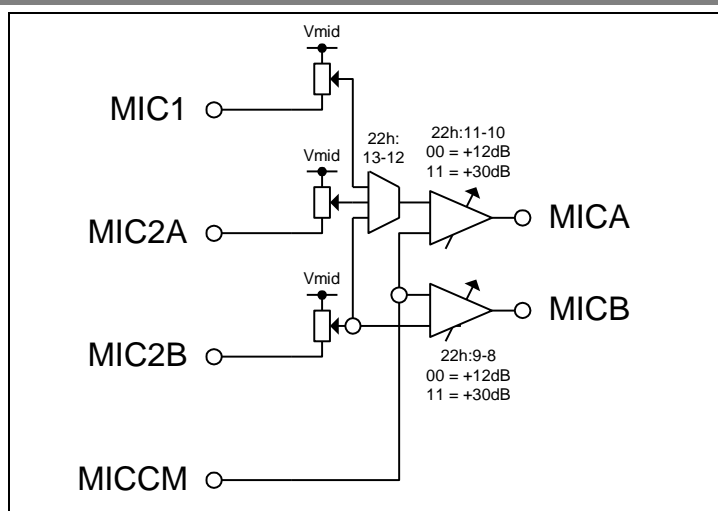 Vmid
MIC1
22h:
13-12
22h:11-10
00 = +12dB
11 = +30dB
Vmid
MIC2A
MICA
Vmid
MIC2B
MICB
22h:9-8
00 = +12dB
11 = +30dB
MICCM